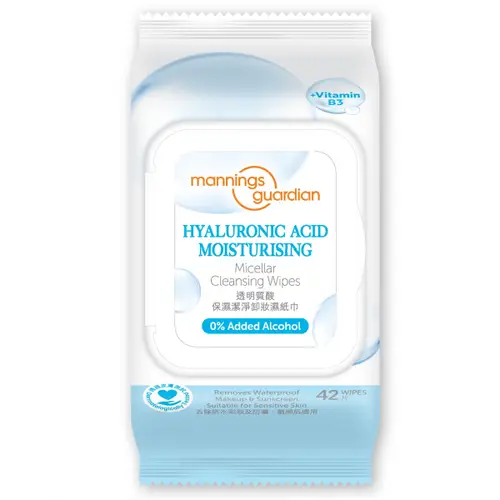 +Vitamin
B3
mannings
guardian
HYALURONIC ACID
MOISTURISING
Micellar
Cleansing Wipes
透明質酸
保濕潔淨卸妝濕紙巾
0% Added Alcohol
Removes Waterproof
Makeup & Sunscreen
Suitable for Sensitive Skin
42 WIPES
片